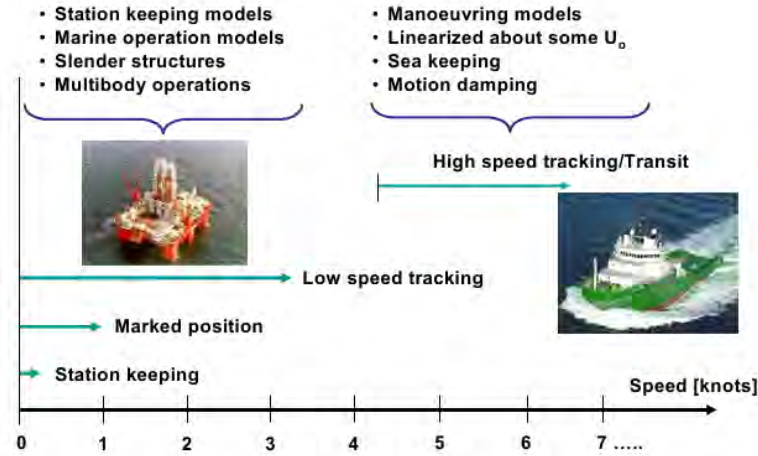 • Station keeping models
• Marine operation models
• Slender structures
• Multibody operations
• Manoeuvring models
• Linearized about some Uₒ
• Sea keeping
• Motion damping
High speed tracking/Transit
Low speed tracking
Marked position
Station keeping
Speed [knots]
0 1 2 3 4 5 6 7 .....